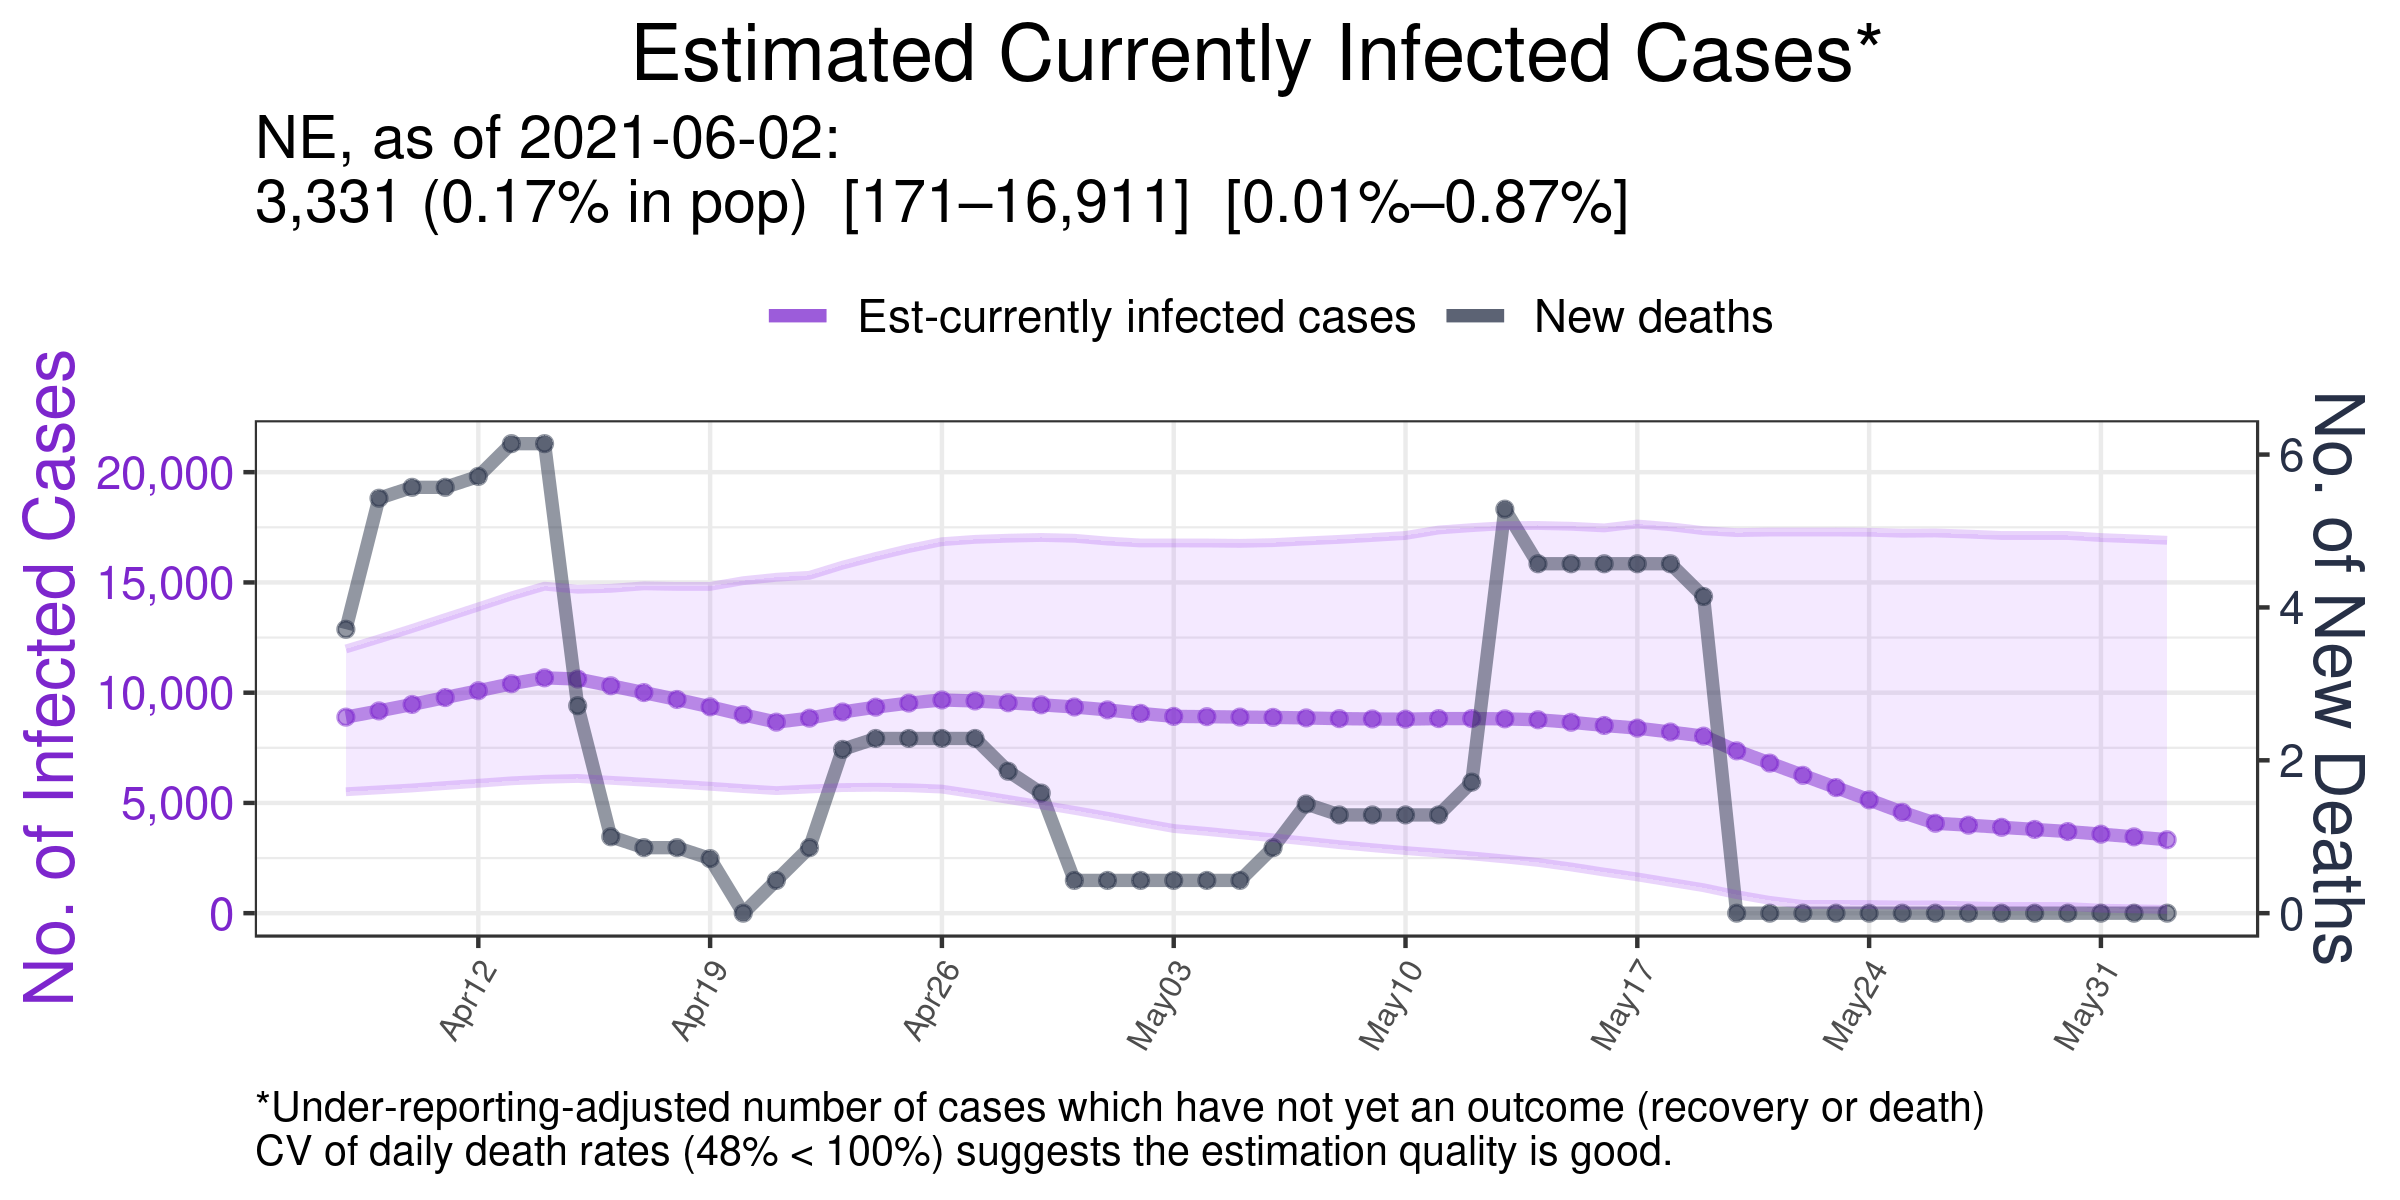 Estimated Currently Infected Cases*
NE, as of 2021-06-02:
3,331 (0.17% in pop)  [171–16,911]  [0.01%–0.87%]
Est-currently infected cases
New deaths
No. of Infected Cases
20,000
15,000
10,000
5,000
0
6
4
2
0
No. of New Deaths
Apr12
Apr19
Apr26
May03
May10
May17
May24
May31
*Under-reporting-adjusted number of cases which have not yet an outcome (recovery or death)
CV of daily death rates (48% < 100%) suggests the estimation quality is good.